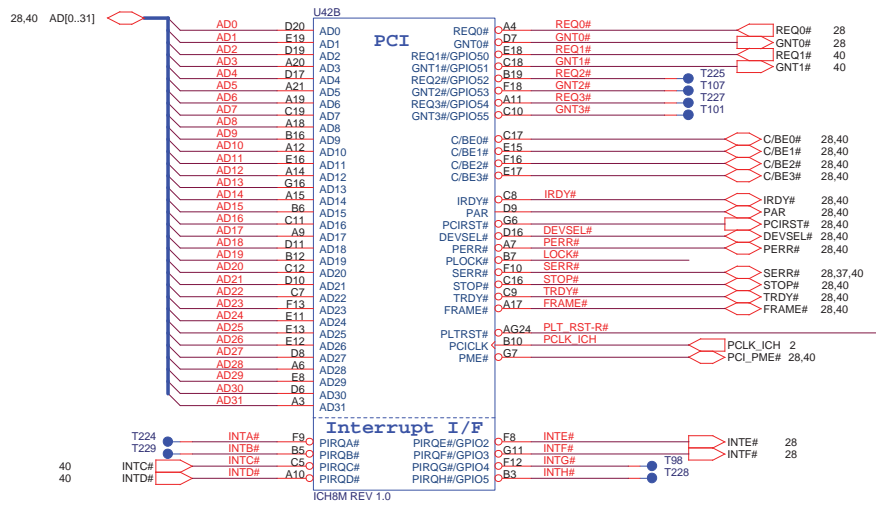 U42B
28,40 AD[0..31]
PCI
AD0 D20 AD0
AD1 E19 AD1
AD2 D19 AD2
AD3 A20 AD3
AD4 D17 AD4
AD5 A21 AD5
AD6 A19 AD6
AD7 C19 AD7
AD8 A18 AD8
AD9 B16 AD9
AD10 A12 AD10
AD11 E16 AD11
AD12 A14 AD12
AD13 G16 AD13
AD14 A15 AD14
AD15 B6 AD15
AD16 C11 AD16
AD17 A9 AD17
AD18 D11 AD18
AD19 B12 AD19
AD20 C12 AD20
AD21 D10 AD21
AD22 C7 AD22
AD23 F13 AD23
AD24 E11 AD24
AD25 E13 AD25
AD26 E12 AD26
AD27 D8 AD27
AD28 A6 AD28
AD29 E8 AD29
AD30 D6 AD30
AD31 A3 AD31
REQ0# A4 REQ0# REQ0# 28
GNT0# D7 GNT0# GNT0# 28
REQ1#/GPIO50 E18 REQ1# REQ1# 40
GNT1#/GPIO51 C18 GNT1# GNT1# 40
REQ2#/GPIO52 B19 REQ2# T225
GNT2#/GPIO53 F18 GNT2# T107
REQ3#/GPIO54 A11 REQ3# T227
GNT3#/GPIO55 C10 GNT3# T101
C/BE0# C17 C/BE0# 28,40
C/BE1# E15 C/BE1# 28,40
C/BE2# F16 C/BE2# 28,40
C/BE3# E17 C/BE3# 28,40
IRDY# C8 IRDY# IRDY# 28,40
PAR D9 PAR 28,40
PCIRST# G6 PCIRST# 28,40
DEVSEL# D16 DEVSEL# DEVSEL# 28,40
PERR# A7 PERR# PERR# 28,40
PLOCK# B7 LOCK#
SERR# F10 SERR# SERR# 28,37,40
STOP# C16 STOP# STOP# 28,40
TRDY# C9 TRDY# TRDY# 28,40
FRAME# A17 FRAME# FRAME# 28,40
PLTRST# AG24 PLT_RST-R#
PCICLK B10 PCLK_ICH PCLK_ICH 2
PME# G7 PCI_PME# 28,40
Interrupt I/F
T224 INTA# F9 PIRQA#
T229 INTB# B5 PIRQB#
40 INTC# INTC# C5 PIRQC#
40 INTD# INTD# A10 PIRQD#
PIRQE#/GPIO2 F8 INTE# INTE# 28
PIRQF#/GPIO3 G11 INTF# INTF# 28
PIRQG#/GPIO4 F12 INTG# T98
PIRQH#/GPIO5 B3 INTH# T228
ICH8M REV 1.0